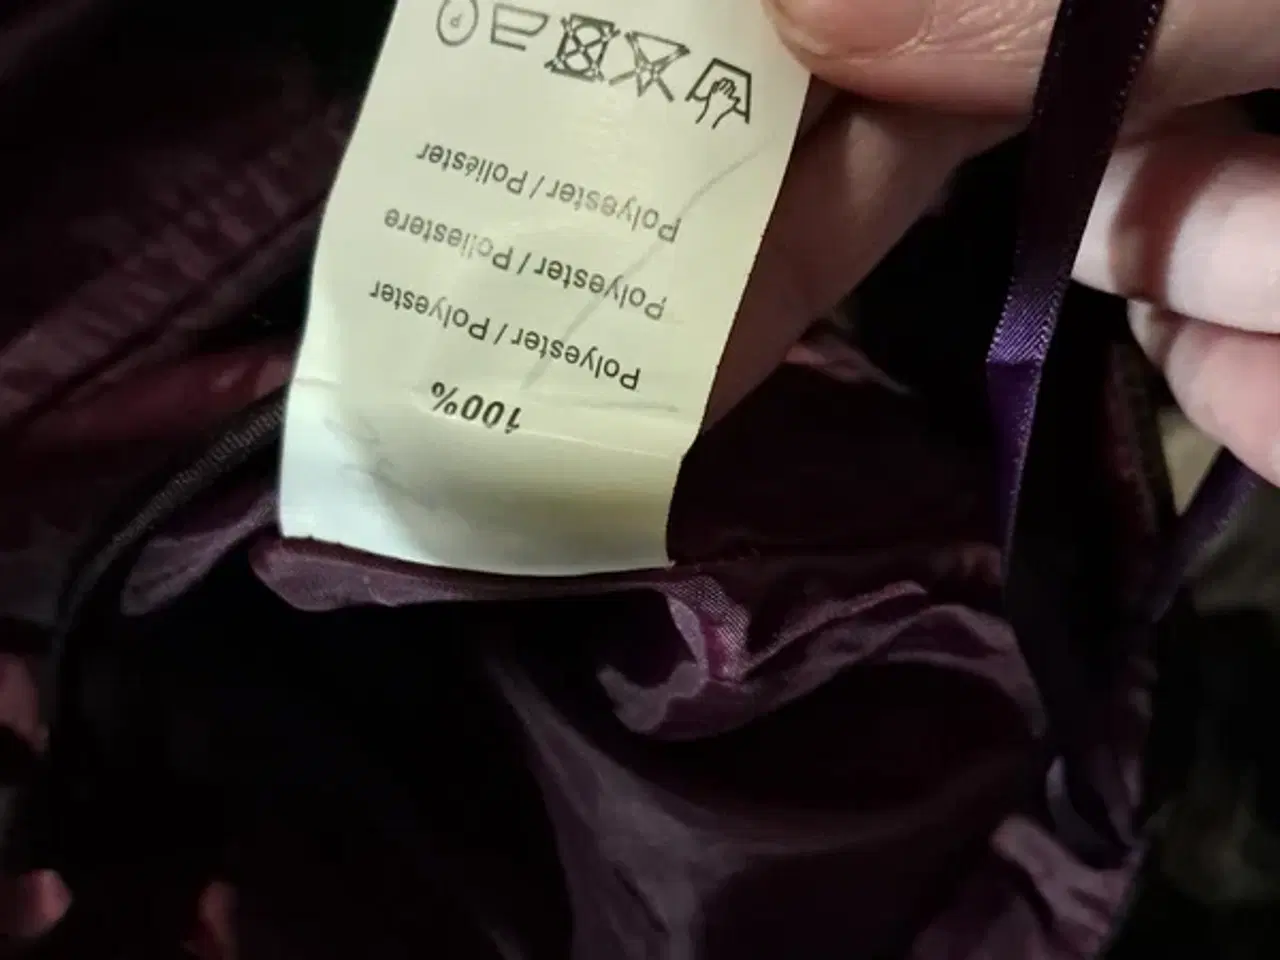 100%
Polyester / Polyester
Polyester / Poliestere
Polyester / Poliéster
P